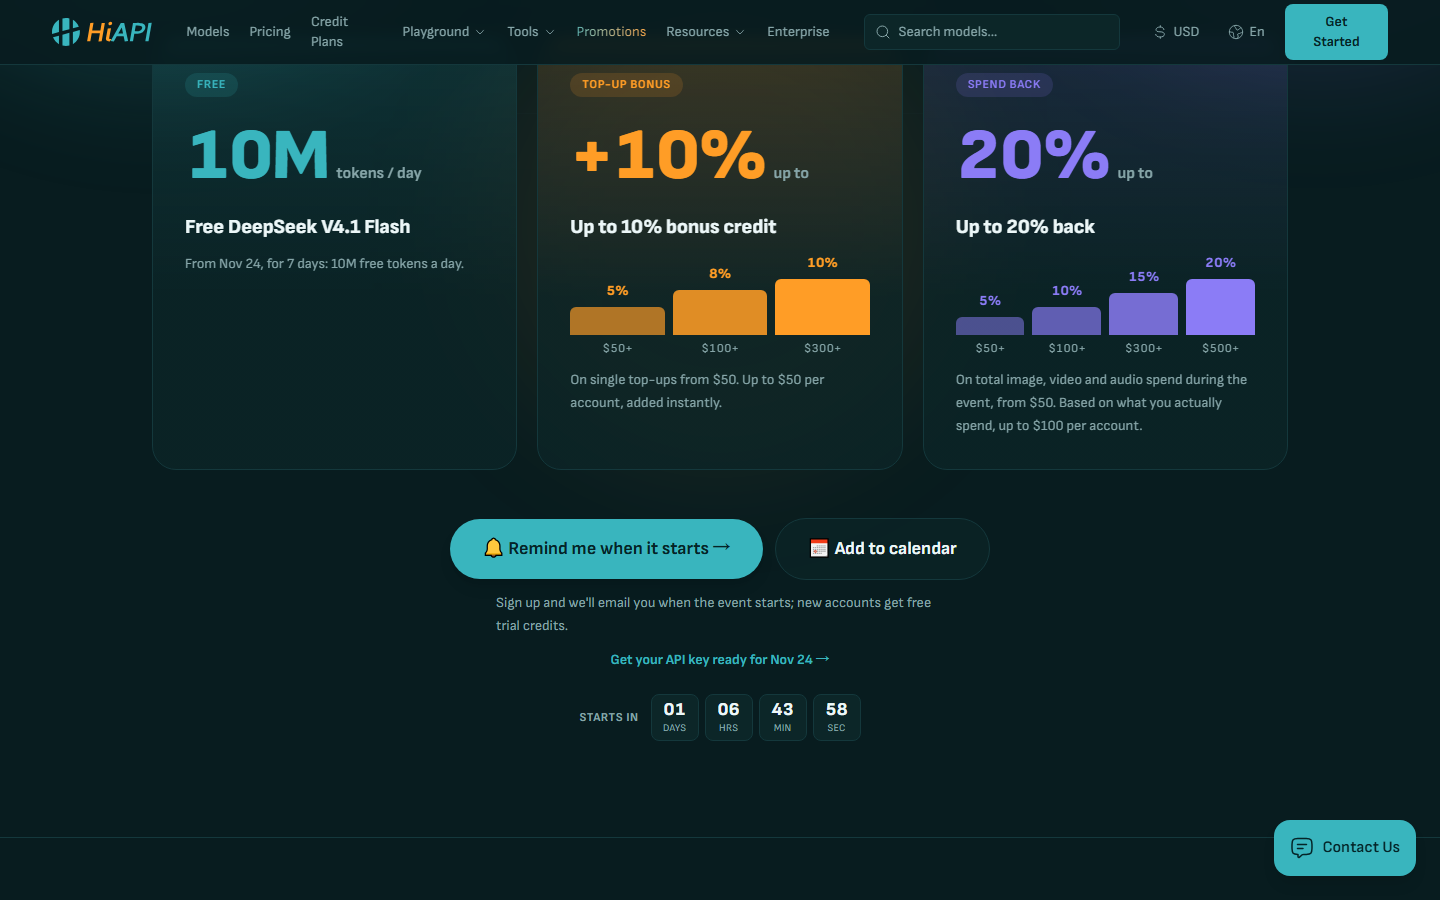 HiAPI
Models
Pricing
Credit
Plans
Playground
Tools
Promotions
Resources
Enterprise
Search models...
USD
En
Get
Started
FREE
10M tokens / day
Free DeepSeek V4.1 Flash
From Nov 24, for 7 days: 10M free tokens a day.
TOP-UP BONUS
+10% up to
Up to 10% bonus credit
5%
8%
10%
$50+
$100+
$300+
On single top-ups from $50. Up to $50 per
account, added instantly.
SPEND BACK
20% up to
Up to 20% back
5%
10%
15%
20%
$50+
$100+
$300+
$500+
On total image, video and audio spend during the
event, from $50. Based on what you actually
spend, up to $100 per account.
Remind me when it starts →
Add to calendar
Sign up and we'll email you when the event starts; new accounts get free
trial credits.
Get your API key ready for Nov 24 →
STARTS IN
01
DAYS
06
HRS
43
MIN
58
SEC
Contact Us